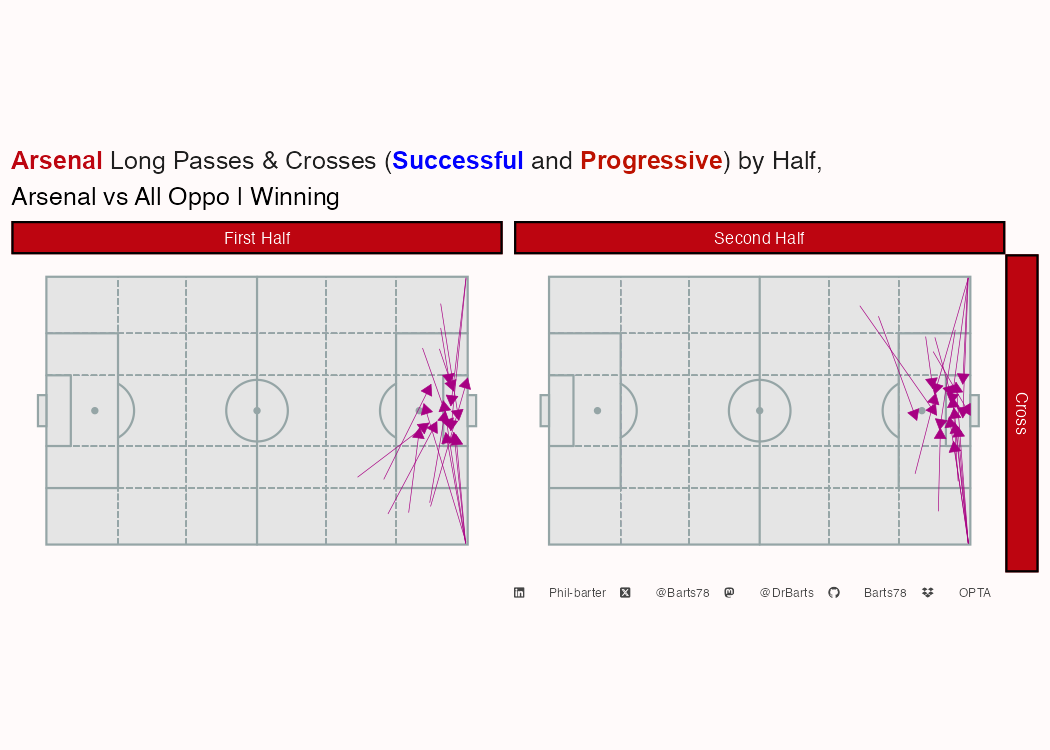 Arsenal Long Passes & Crosses (Successful and Progressive) by Half,
Arsenal vs All Oppo | Winning
First Half
Second Half
Cross
Phil-barter @Barts78 @DrBarts Barts78 OPTA